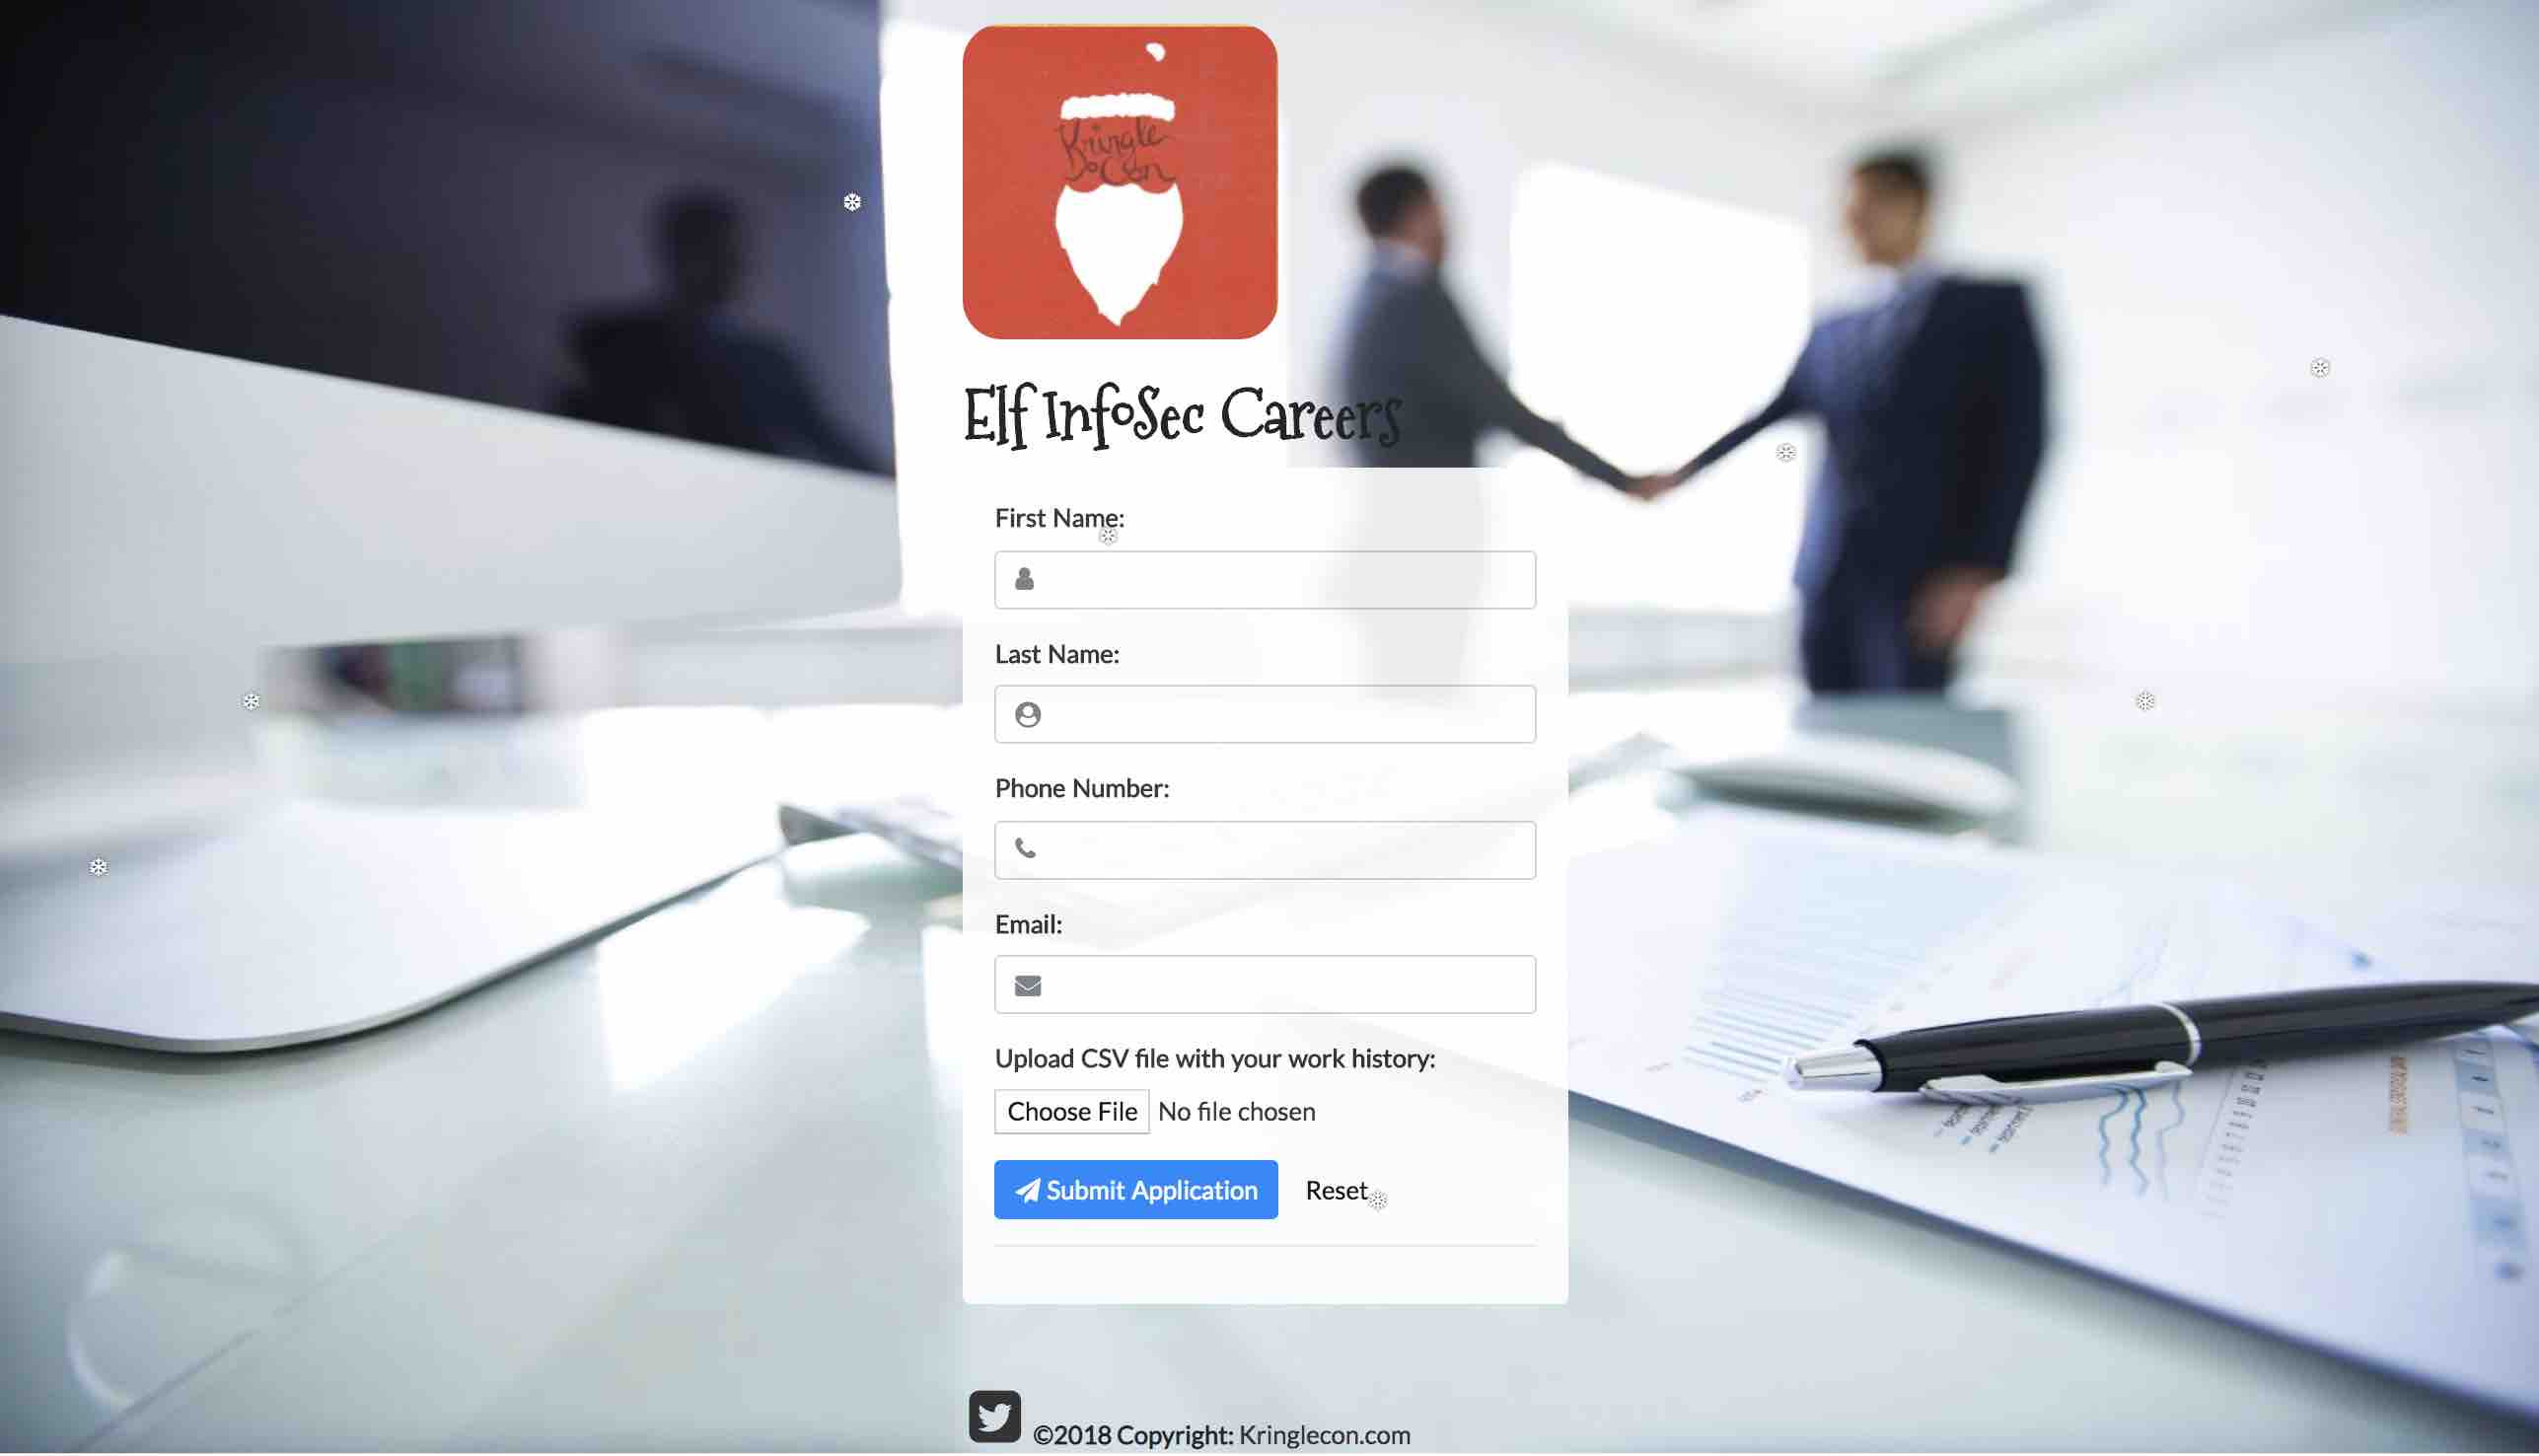 Kringle
Con
Elf InfoSec Careers
First Name:
Last Name:
Phone Number:
Email:
Upload CSV file with your work history:
Choose File No file chosen
Submit Application Reset
©2018 Copyright: Kringlecon.com